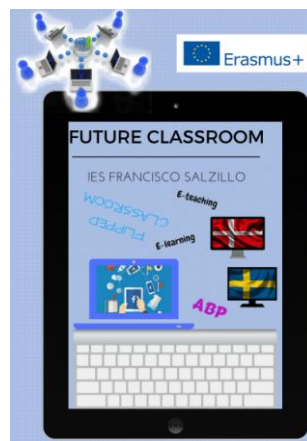 Erasmus+
FUTURE CLASSROOM
IES FRANCISCO SALZILLO
E-teaching
FLIPPED
CLASSROOM
E-learning
ABP